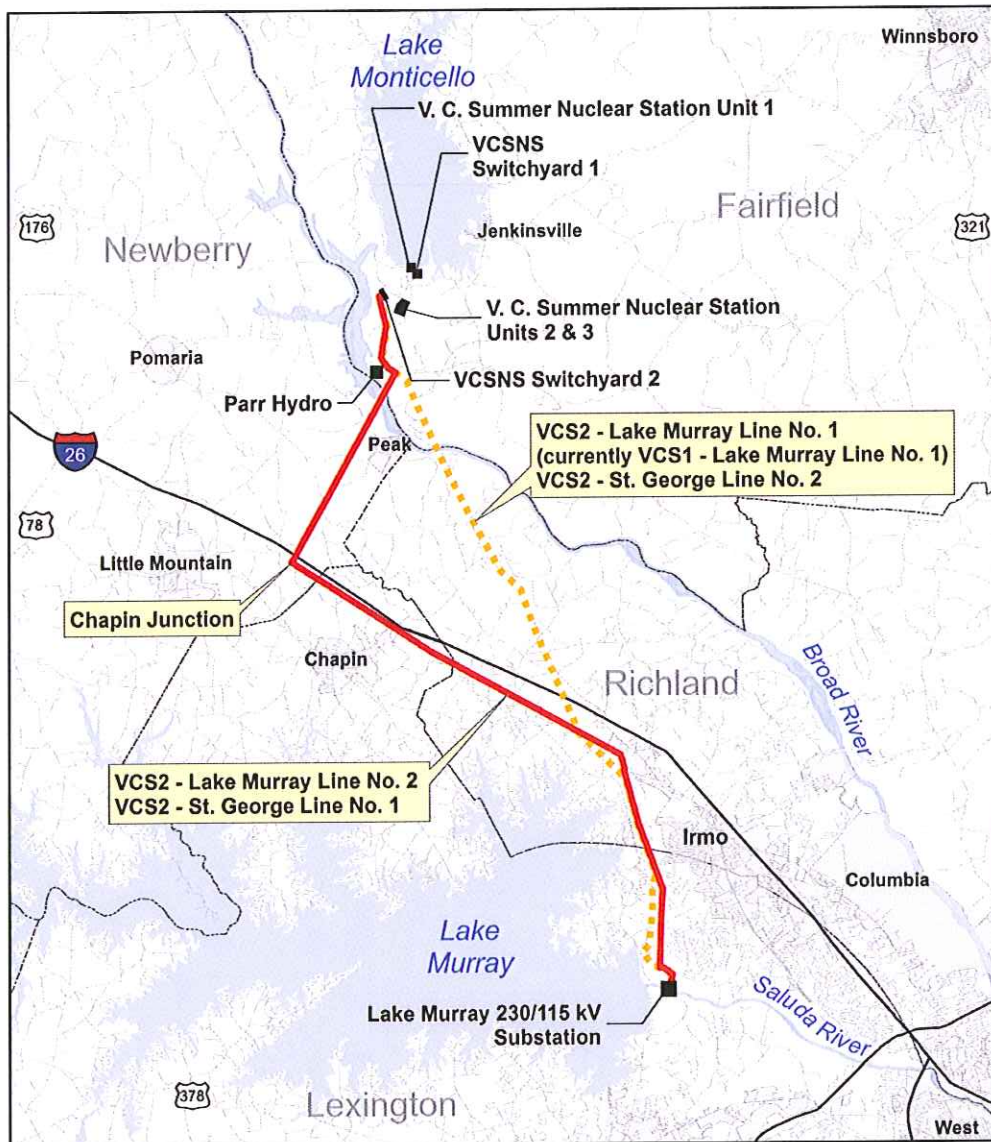 Winnsboro
Lake
Monticello
V. C. Summer Nuclear Station Unit 1
VCSNS
Switchyard 1
Fairfield
176
321
Jenkinsville
Newberry
V. C. Summer Nuclear Station
Units 2 & 3
Pomaria
VCSNS Switchyard 2
Parr Hydro
VCS2 - Lake Murray Line No. 1
(currently VCS1 - Lake Murray Line No. 1)
VCS2 - St. George Line No. 2
Peak
26
78
Little Mountain
Chapin Junction
Chapin
Richland
Broad River
VCS2 - Lake Murray Line No. 2
VCS2 - St. George Line No. 1
Irmo
Columbia
Lake
Murray
Lake Murray 230/115 kV
Substation
Saluda River
378
Lexington
West